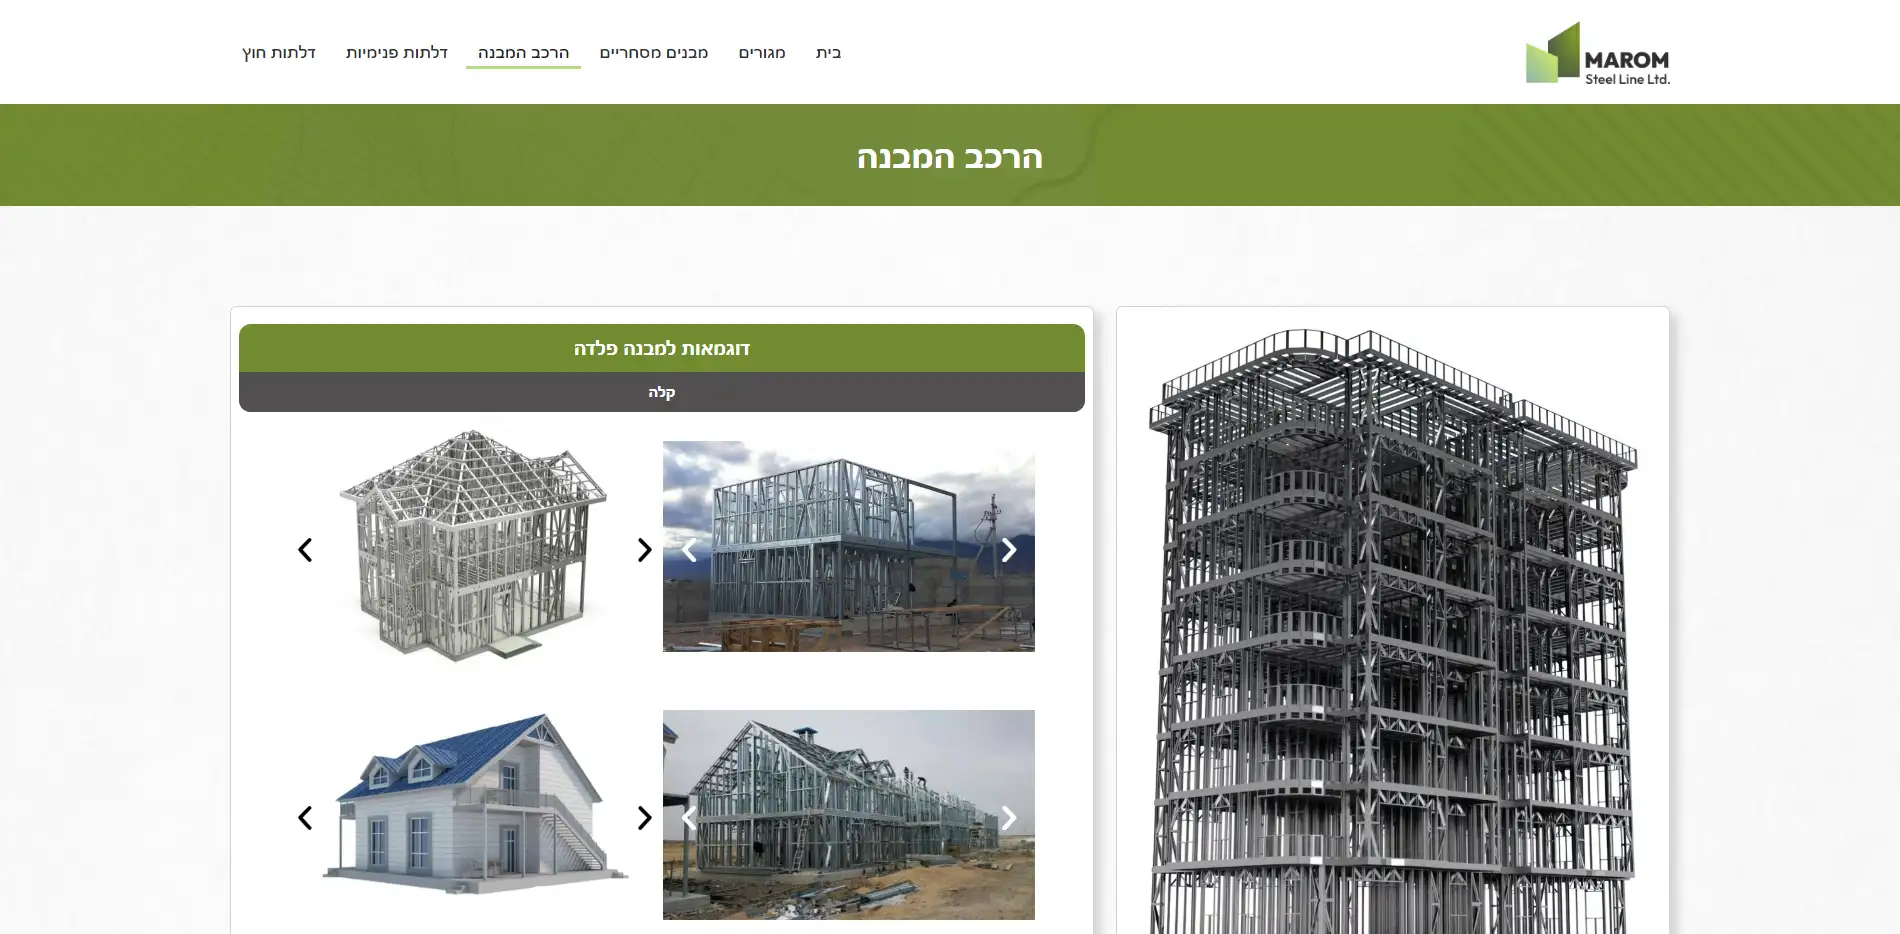 MAROM
Steel Line Ltd.
בית
מגורים
מבנים מסחריים
הרכב המבנה
דלתות פנימיות
דלתות חוץ
הרכב המבנה
דוגמאות למבנה פלדה
קלה